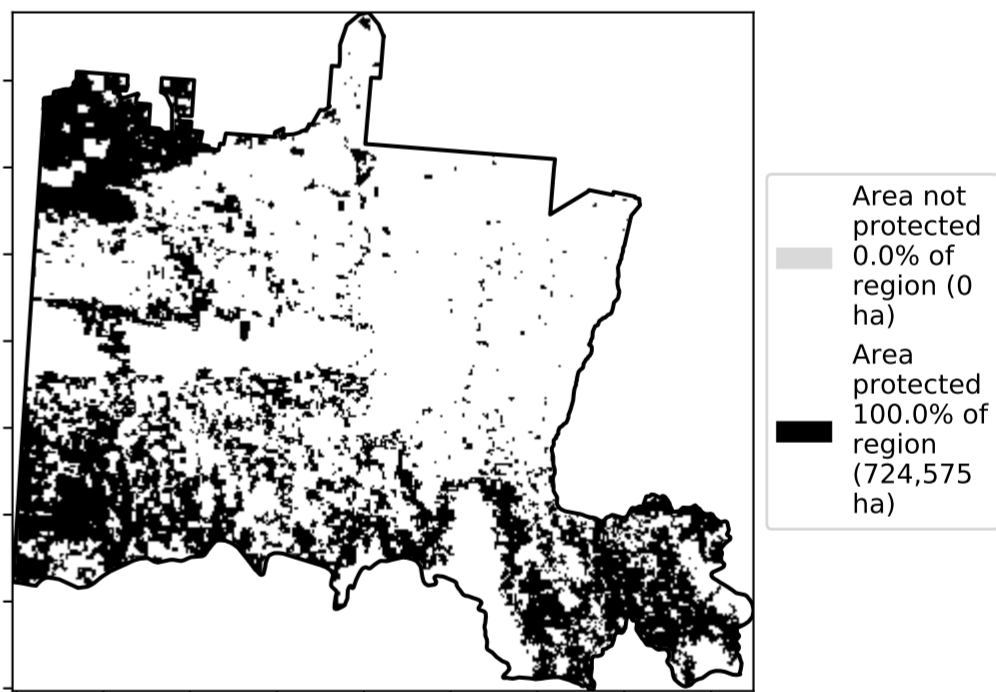 Area not
protected
0.0% of
region (0
ha)
Area
protected
100.0% of
region
(724,575
ha)